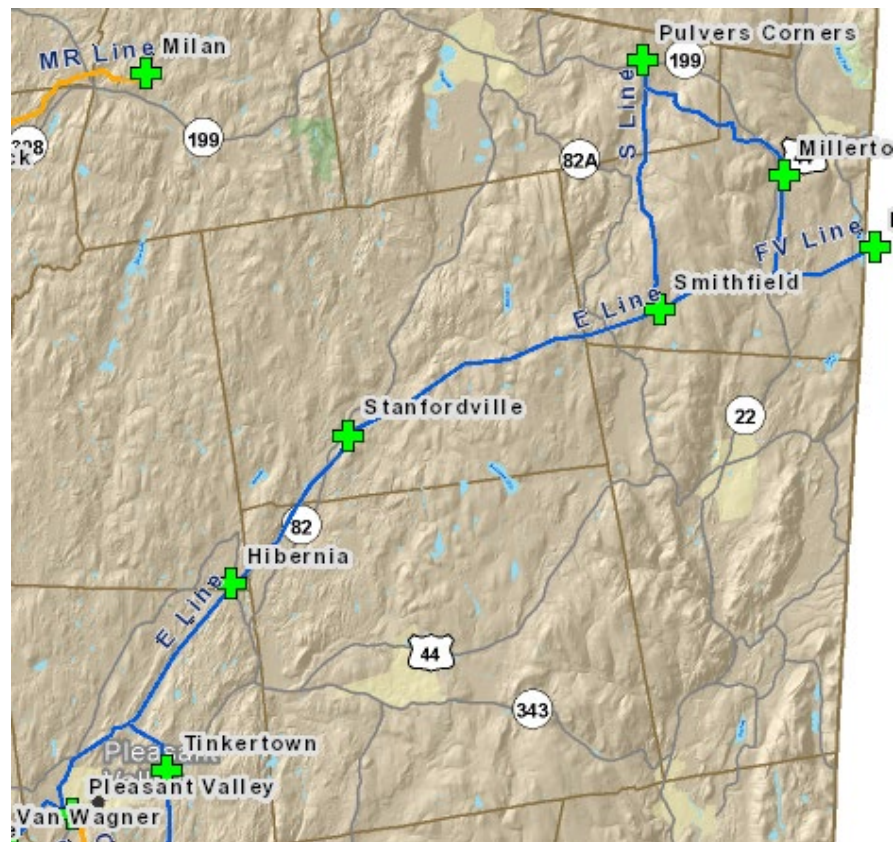 MR Line
Milan
Pulvers Corners
199
S Line
199
82A
FV Line
Smithfield
E Line
Stanfordville
22
82
Hibernia
E Line
44
343
Tinkertown
Pleasant
Pleasant Valley
Van Wagner